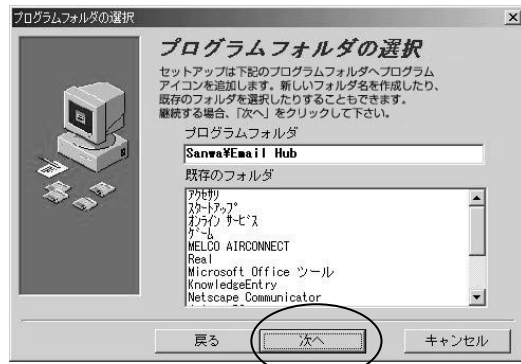 プログラムフォルダの選択
プログラムフォルダの選択
セットアップは下記のプログラムフォルダへプログラム
アイコンを追加します。新しいフォルダ名を作成したり、
既存のフォルダを選択したりすることもできます。
継続する場合、「次へ」をクリックして下さい。
プログラムフォルダ
Sanwa¥Email Hub
既存のフォルダ
アクセサリ
スタートアップ
オンライン サービス
ゲーム
MELCO AIRCONNECT
Real
Microsoft Office ツール
KnowledgeEntry
Netscape Communicator
戻る
次へ
キャンセル